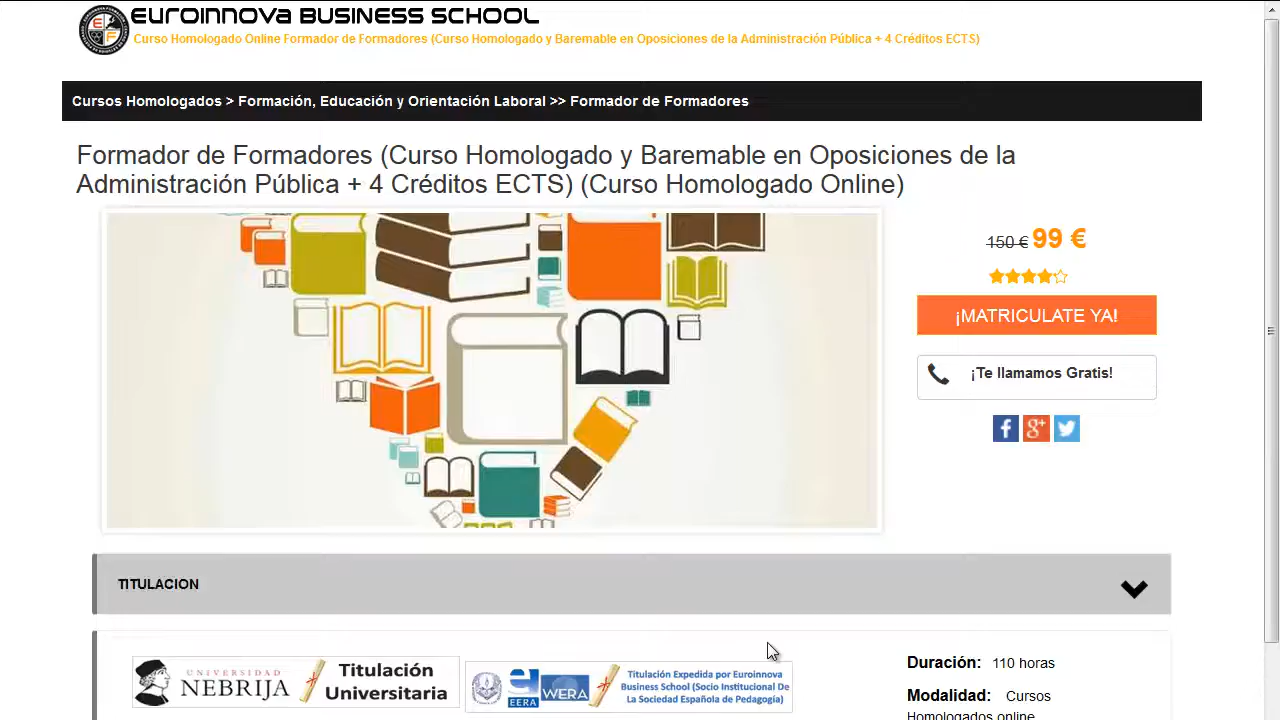 EUROINNOVA BUSINESS SCHOOL
Curso Homologado Online Formador de Formadores (Curso Homologado y Baremable en Oposiciones de la Administración Pública + 4 Créditos ECTS)
Cursos Homologados > Formación, Educación y Orientación Laboral >> Formador de Formadores
Formador de Formadores (Curso Homologado y Baremable en Oposiciones de la
Administración Pública + 4 Créditos ECTS) (Curso Homologado Online)
150 € 99 €
¡MATRICULATE YA!
¡Te llamamos Gratis!
TITULACION
UNIVERSIDAD
NEBRIJA
Titulación
Universitaria
EERA
WERA
Titulación Expedida por Euroinnova
Business School (Socio Institucional De
La Sociedad Española de Pedagogía)
Duración: 110 horas
Modalidad: Cursos
Homologados online